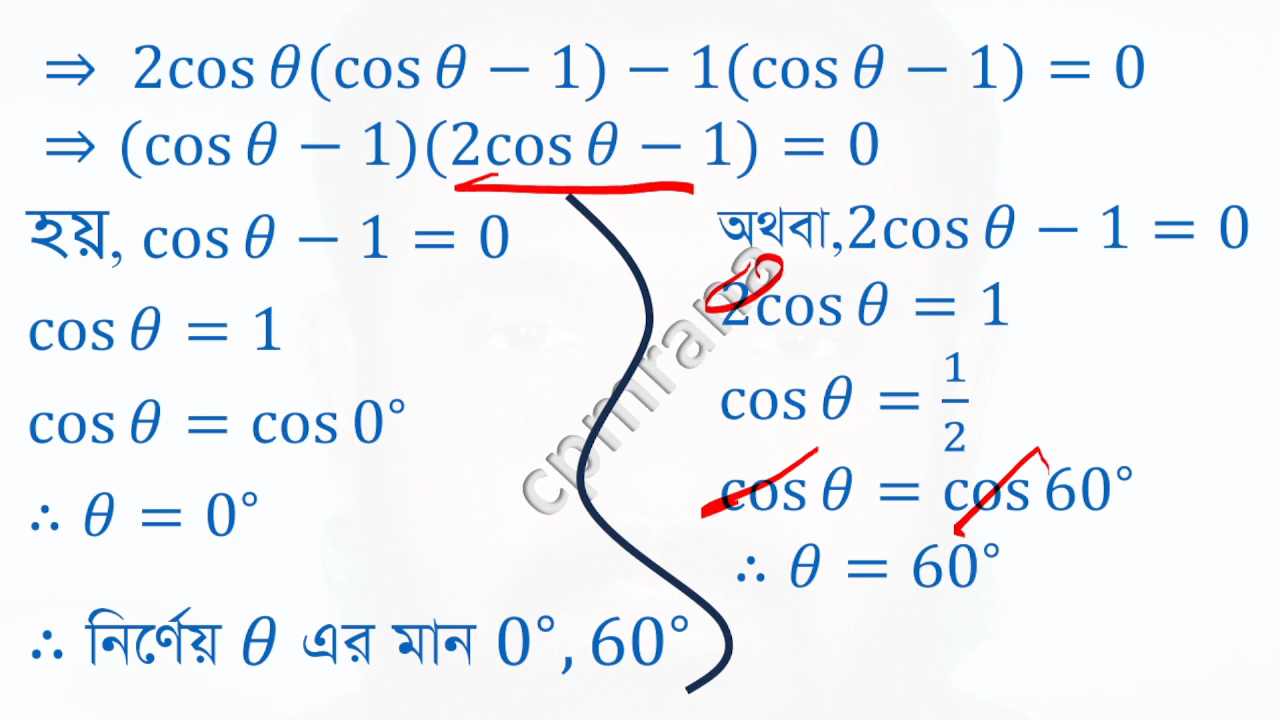 ⇒ 2cos θ(cos θ − 1) − 1(cos θ − 1) = 0
⇒ (cos θ − 1)(2cos θ − 1) = 0
হয়, cos θ − 1 = 0
cos θ = 1
cos θ = cos 0°
∴ θ = 0°
অথবা,2cos θ − 1 = 0
2cos θ = 1
cos θ = 1/2
cos θ = cos 60°
∴ θ = 60°
∴ নির্ণেয় θ এর মান 0°, 60°
cpmrana